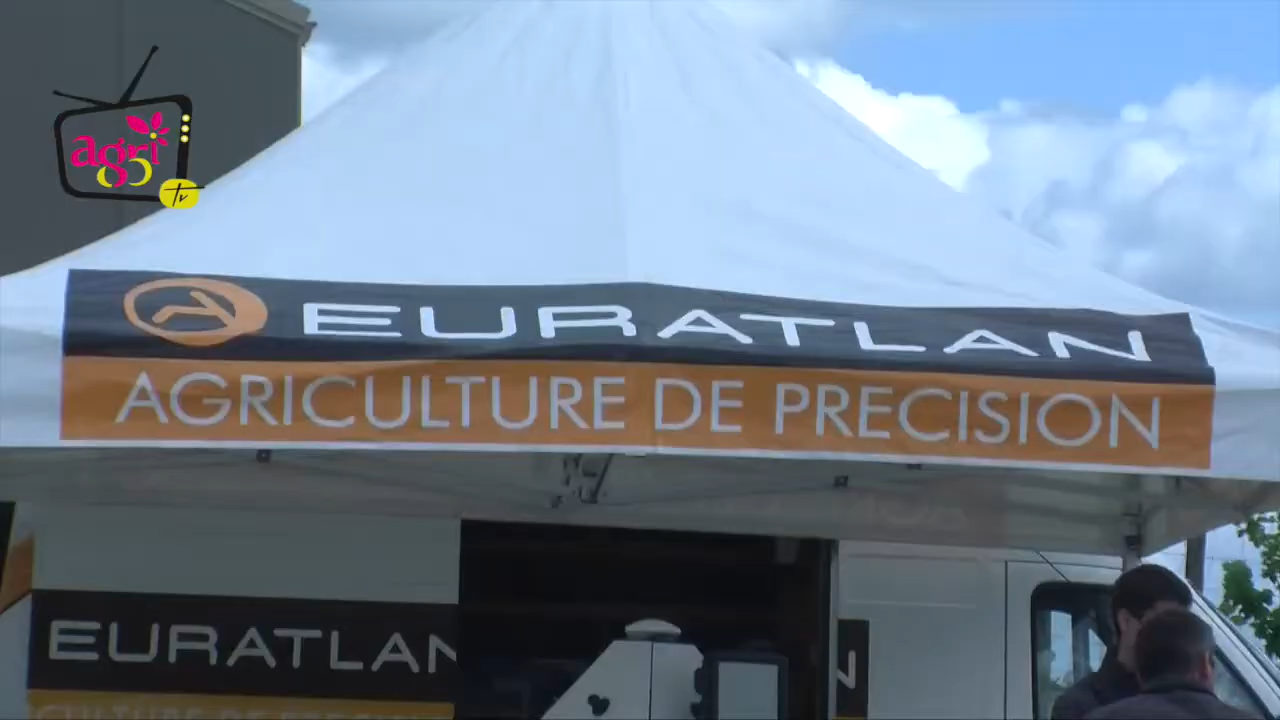 agri
tv
EURATLAN
AGRICULTURE DE PRECISION
EURATLAN
N